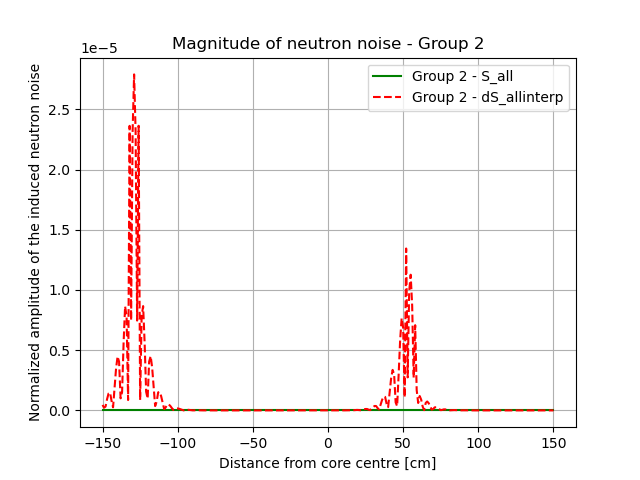 Magnitude of neutron noise - Group 2
1e−5
Group 2 - S_all
Group 2 - dS_allinterp
Normalized amplitude of the induced neutron noise
2.5
2.0
1.5
1.0
0.5
0.0
−150 −100 −50 0 50 100 150
Distance from core centre [cm]